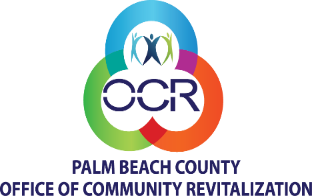 OCR
PALM BEACH COUNTY
OFFICE OF COMMUNITY REVITALIZATION